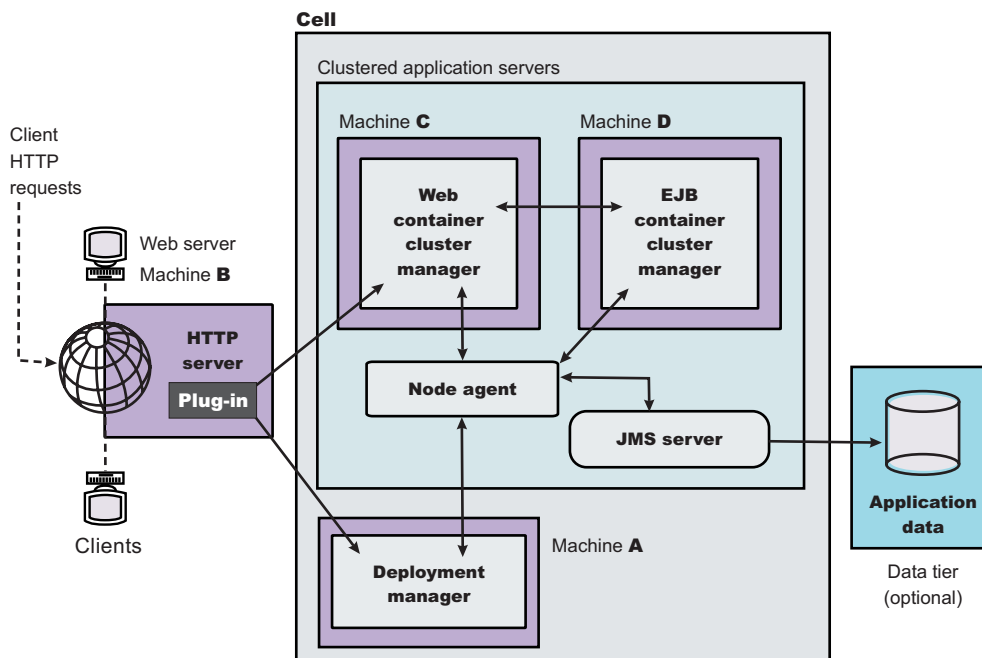 Cell
Clustered application servers
Machine C
Machine D
Client
HTTP
requests
Web
container
cluster
manager
EJB
container
cluster
manager
Web server
Machine B
HTTP
server
Plug-in
Node agent
JMS server
Application
data
Clients
Machine A
Deployment
manager
Data tier
(optional)